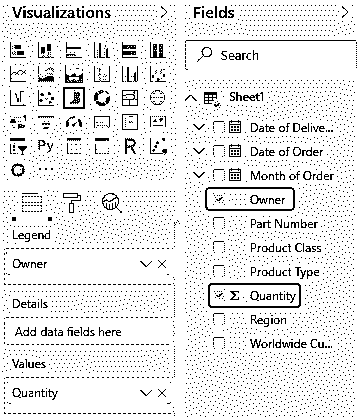 Visualizations
Fields
Search
Sheet1
Date of Delive...
Date of Order
Month of Order
Owner
Part Number
Product Class
Product Type
Σ Quantity
Region
Worldwide Cu...
Py
R
...
Legend
Owner
Details
Add data fields here
Values
Quantity